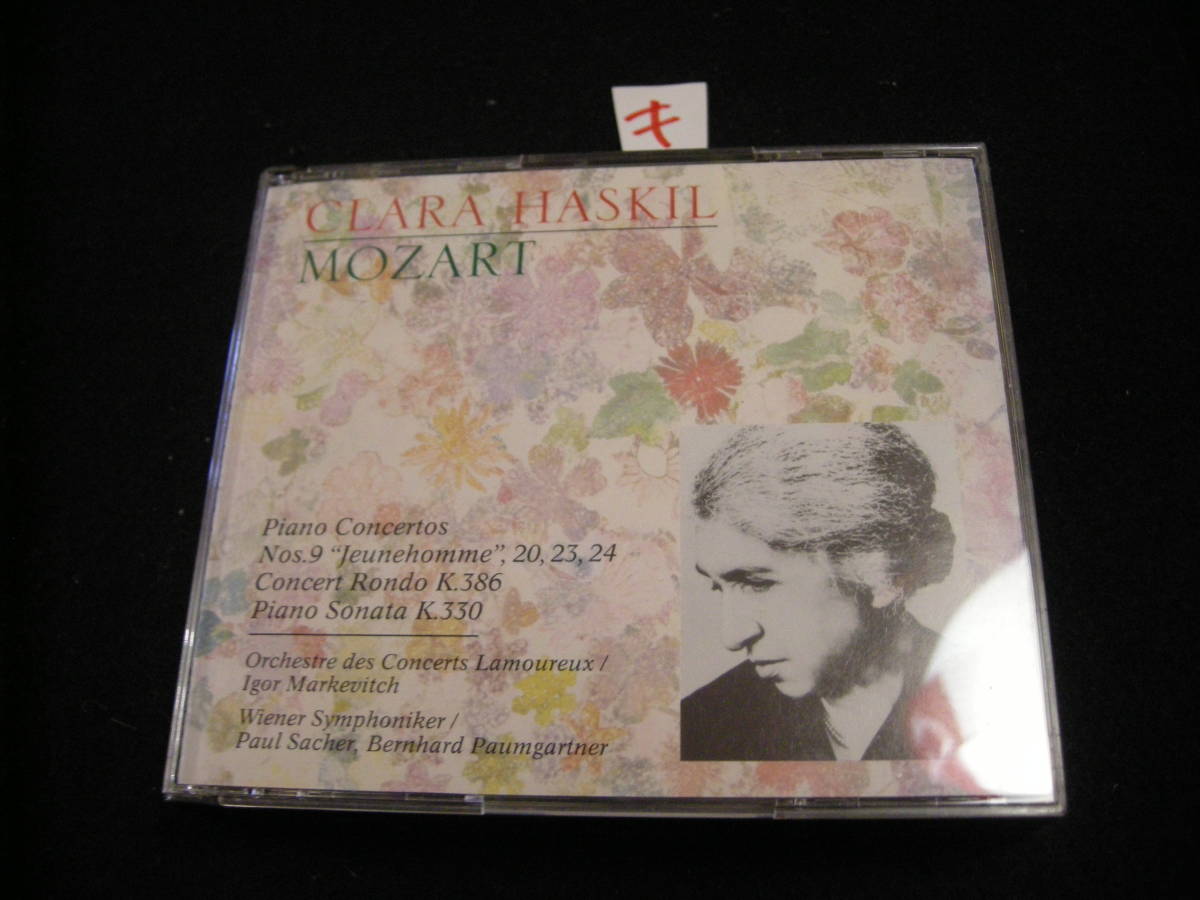 キ
CLARA HASKIL
MOZART
Piano Concertos
Nos.9 “Jeunehomme”, 20, 23, 24
Concert Rondo K.386
Piano Sonata K.330
Orchestre des Concerts Lamoureux /
Igor Markevitch
Wiener Symphoniker /
Paul Sacher, Bernhard Paumgartner